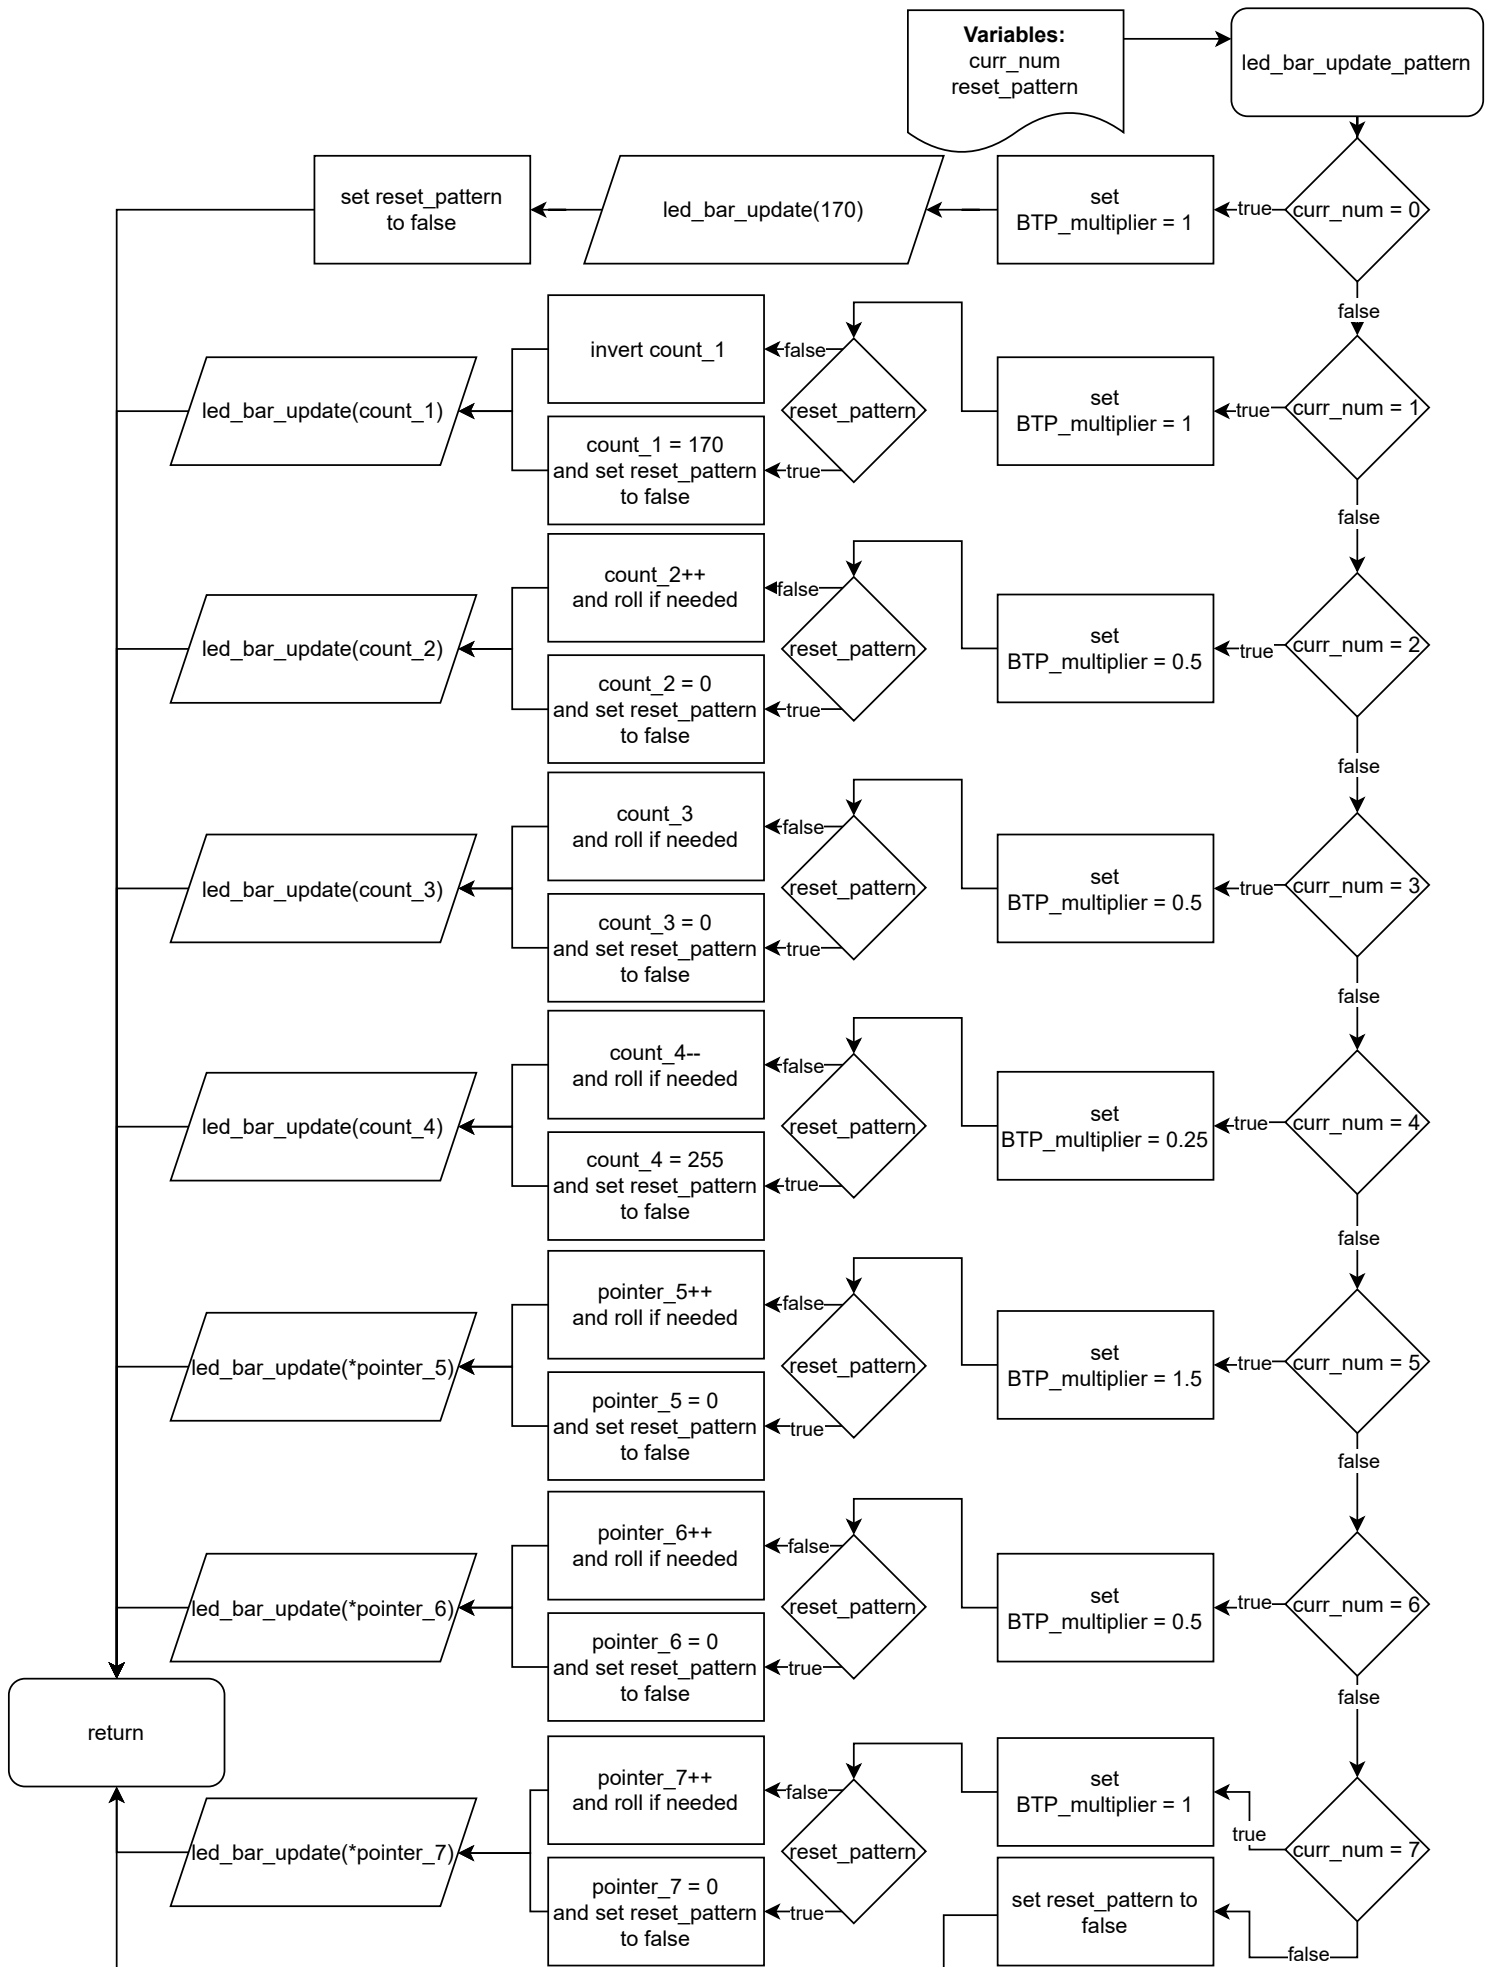 Variables:
curr_num
reset_pattern
led_bar_update_pattern
set reset_pattern
to false
led_bar_update(170)
set
BTP_multiplier = 1
true
curr_num = 0
false
invert count_1
false
led_bar_update(count_1)
reset_pattern
set
BTP_multiplier = 1
true
curr_num = 1
count_1 = 170
and set reset_pattern
to false
true
false
count_2++
and roll if needed
false
led_bar_update(count_2)
reset_pattern
set
BTP_multiplier = 0.5
true
curr_num = 2
count_2 = 0
and set reset_pattern
to false
true
false
count_3
and roll if needed
false
led_bar_update(count_3)
reset_pattern
set
BTP_multiplier = 0.5
true
curr_num = 3
count_3 = 0
and set reset_pattern
to false
true
false
count_4--
and roll if needed
false
led_bar_update(count_4)
reset_pattern
set
BTP_multiplier = 0.25
true
curr_num = 4
count_4 = 255
and set reset_pattern
to false
true
false
pointer_5++
and roll if needed
false
led_bar_update(*pointer_5)
reset_pattern
set
BTP_multiplier = 1.5
true
curr_num = 5
pointer_5 = 0
and set reset_pattern
to false
true
false
pointer_6++
and roll if needed
false
led_bar_update(*pointer_6)
reset_pattern
set
BTP_multiplier = 0.5
true
curr_num = 6
pointer_6 = 0
and set reset_pattern
to false
true
false
return
pointer_7++
and roll if needed
false
set
BTP_multiplier = 1
true
led_bar_update(*pointer_7)
reset_pattern
curr_num = 7
pointer_7 = 0
and set reset_pattern
to false
true
set reset_pattern to
false
false